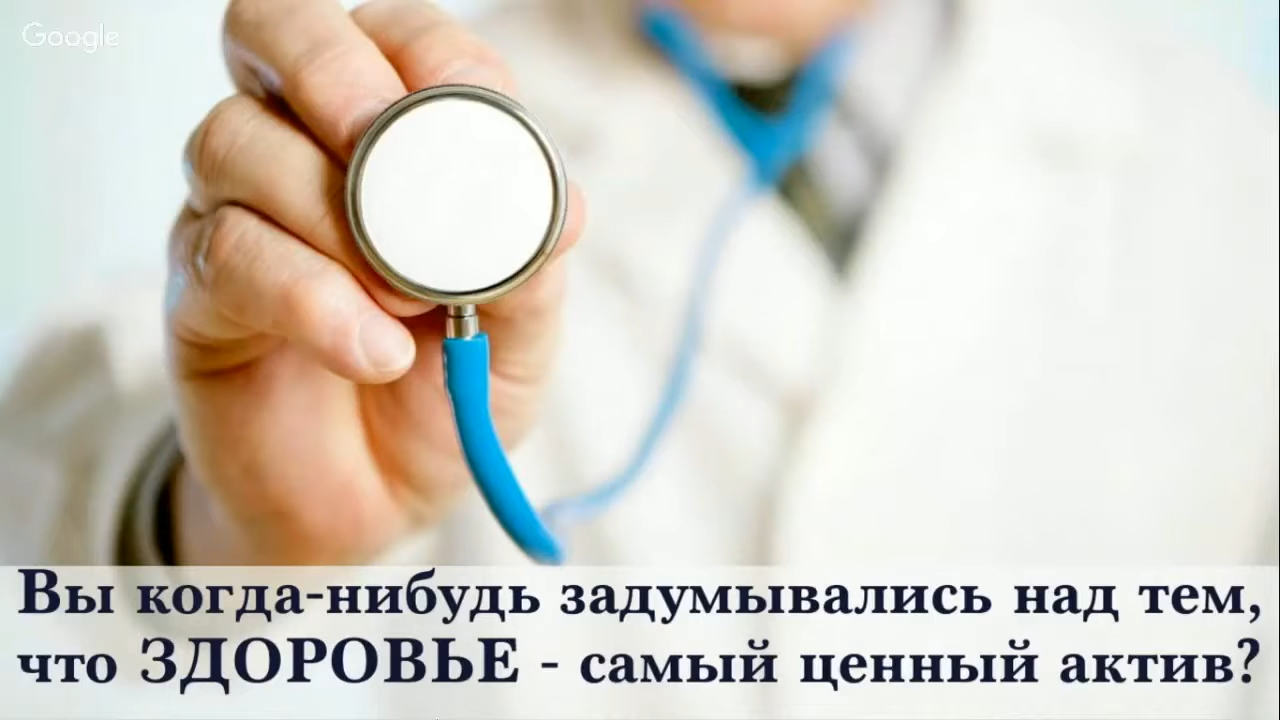 Google
Вы когда-нибудь задумывались над тем,
что ЗДОРОВЬЕ - самый ценный актив?